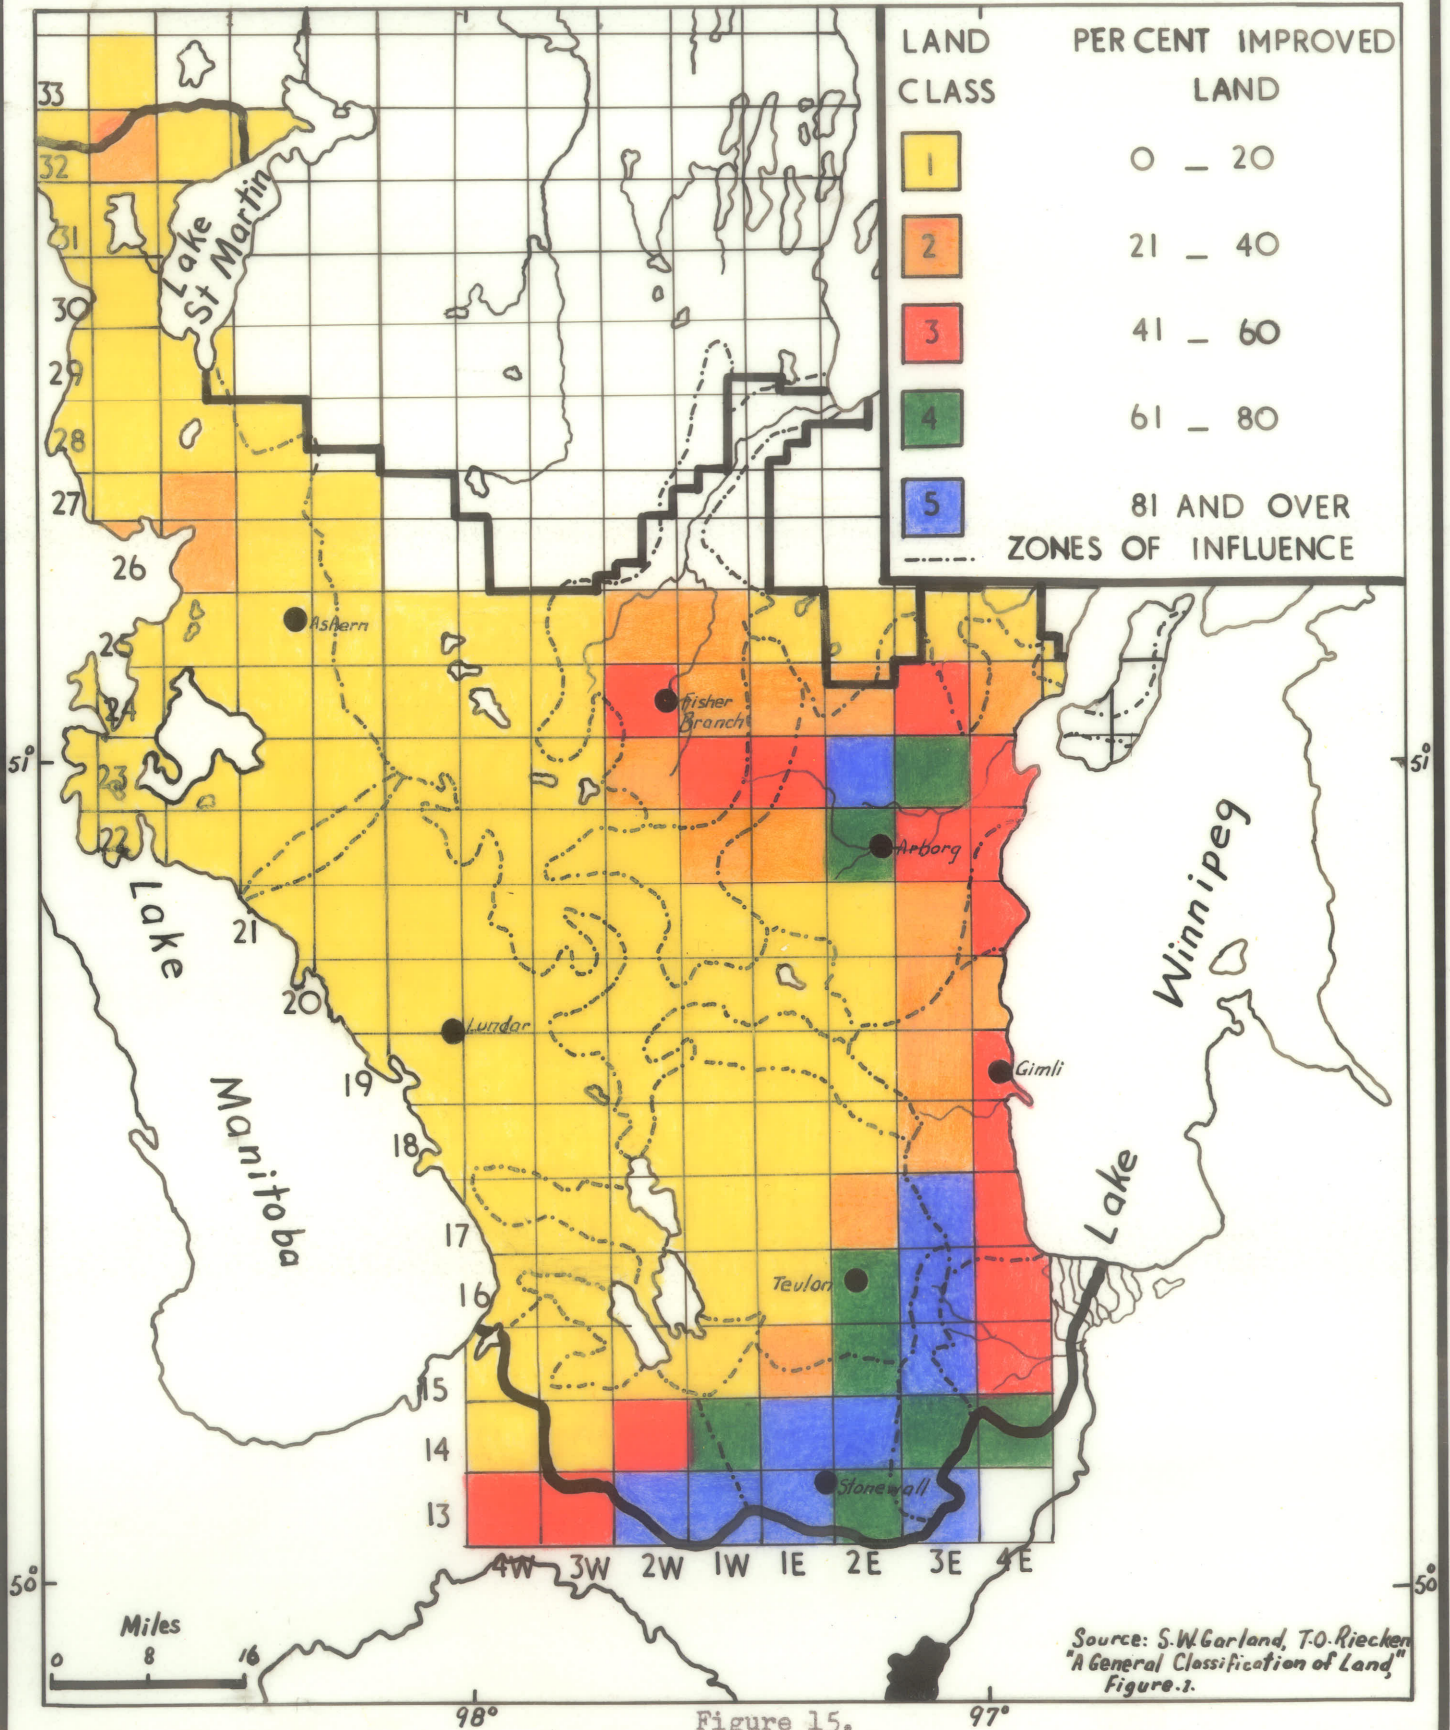 LAND PER CENT IMPROVED
CLASS LAND
1 0 _ 20
2 21 _ 40
3 41 _ 60
4 61 _ 80
5 81 AND OVER
ZONES OF INFLUENCE
33
32
31
30
29
28
27
26
25
24
23
22
21
20
19
18
17
16
15
14
13
4W 3W 2W 1W 1E 2E 3E 4E
Lake
St Martin
Ashern
Fisher
Branch
Arborg
Lundar
Gimli
Teulon
Stonewall
Lake
Manitoba
Lake
Winnipeg
51°
51°
50°
50°
98°
97°
Miles
0 8 16
Source: S.W.Garland, T.O.Riecken
"A General Classification of Land,"
Figure.1.
Figure 15.